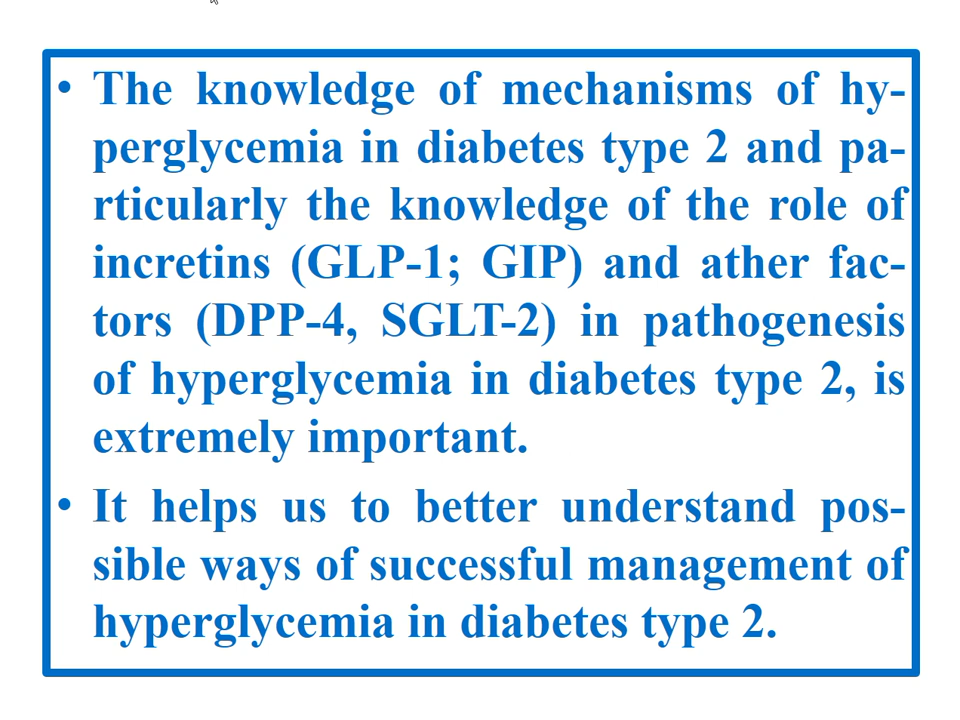 • The knowledge of mechanisms of hy-
perglycemia in diabetes type 2 and pa-
rticularly the knowledge of the role of
incretins (GLP-1; GIP) and ather fac-
tors (DPP-4, SGLT-2) in pathogenesis
of hyperglycemia in diabetes type 2, is
extremely important.
• It helps us to better understand pos-
sible ways of successful management of
hyperglycemia in diabetes type 2.